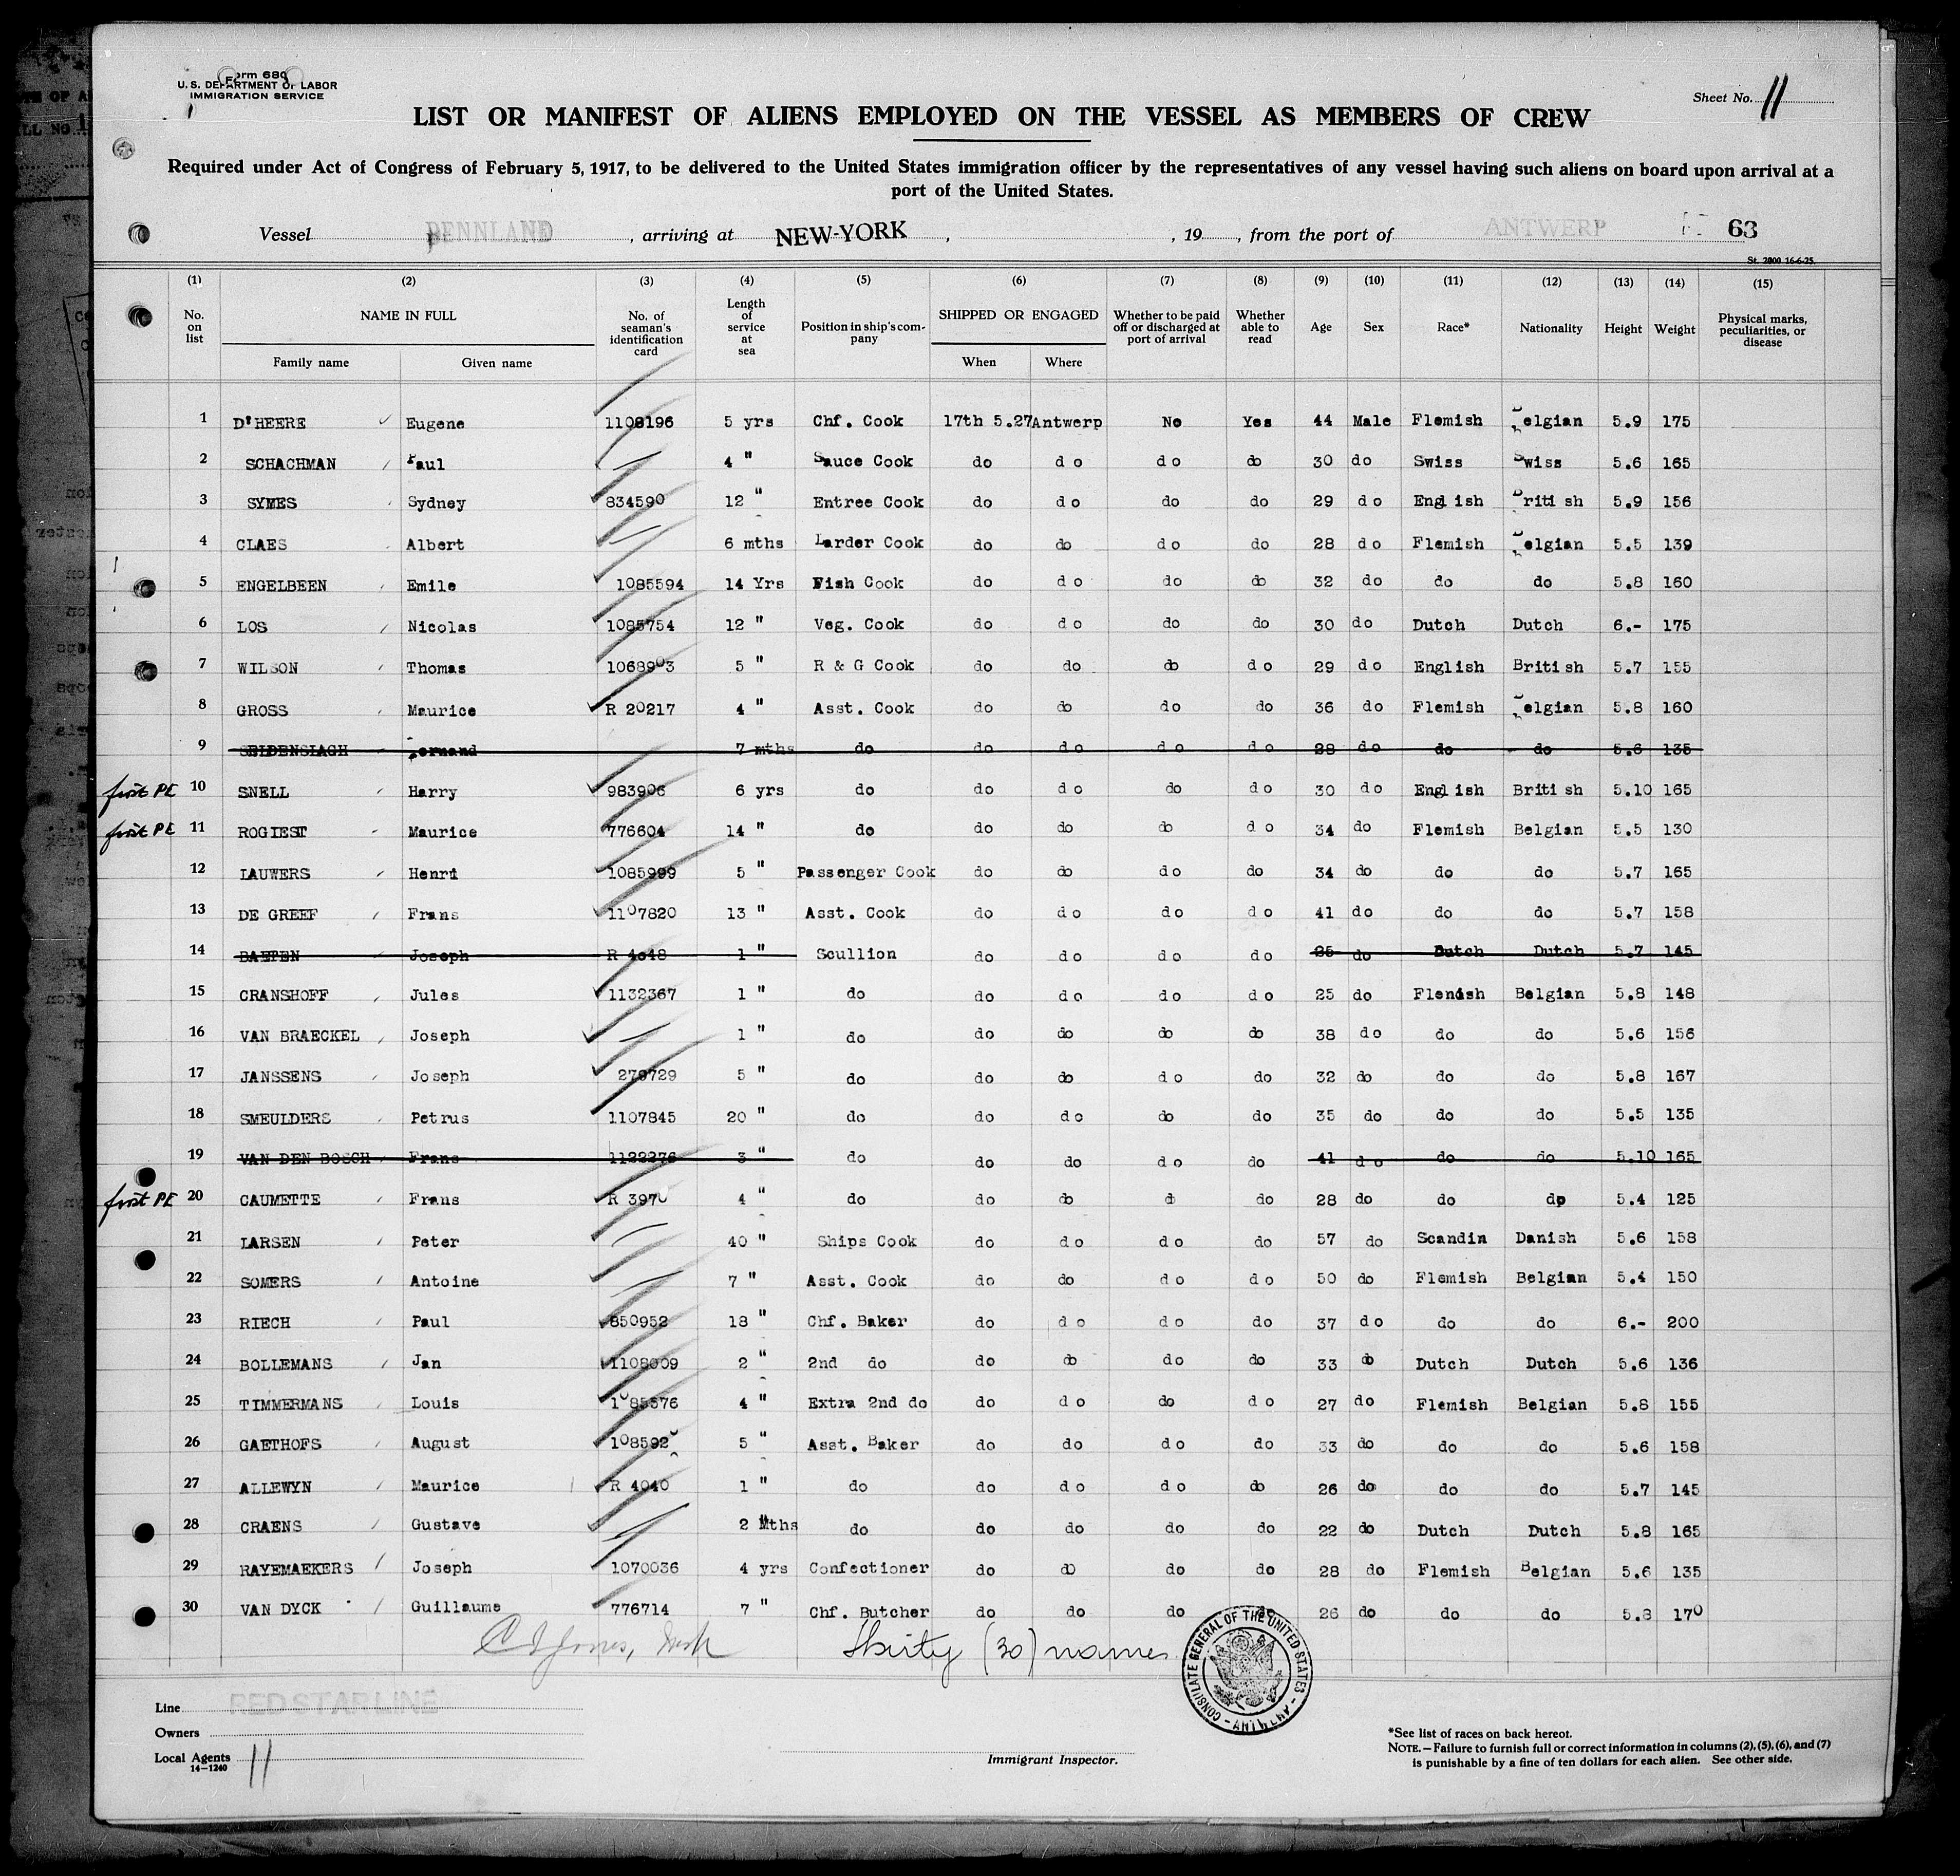 Form 680
U. S. DEPARTMENT OF LABOR
IMMIGRATION SERVICE
Sheet No. 11
LIST OR MANIFEST OF ALIENS EMPLOYED ON THE VESSEL AS MEMBERS OF CREW
Required under Act of Congress of February 5, 1917, to be delivered to the United States immigration officer by the representatives of any vessel having such aliens on board upon arrival at a
port of the United States.
Vessel PENNLAND, arriving at NEW-YORK, , 19 , from the port of ANTWERP 63
St. 2800 16-6-25.
(1) (2) (3) (4) (5) (6) (7) (8) (9) (10) (11) (12) (13) (14) (15)
No. on list NAME IN FULL Family name Given name No. of seaman's identification card Length of service at sea Position in ship's company SHIPPED OR ENGAGED When Where Whether to be paid off or discharged at port of arrival Whether able to read Age Sex Race* Nationality Height Weight Physical marks, peculiarities, or disease
1 D'HEERE Eugene 1108196 5 yrs Chf. Cook 17th 5.27 Antwerp No Yes 44 Male Flemish Belgian 5.9 175
2 SCHACHMAN Paul 4 " Sauce Cook do do do do 30 do Swiss Swiss 5.6 165
3 SYMES Sydney 834590 12 " Entree Cook do do do do 29 do English British 5.9 156
4 CLAES Albert 6 mths Larder Cook do do do do 28 do Flemish Belgian 5.5 139
5 ENGELBEEN Emile 1085594 14 Yrs Fish Cook do do do do 32 do do do 5.8 160
6 LOS Nicolas 1085754 12 " Veg. Cook do do do do 30 do Dutch Dutch 6.- 175
7 WILSON Thomas 1068903 5 " R & G Cook do do do do 29 do English British 5.7 155
8 GROSS Maurice R 20217 4 " Asst. Cook do do do do 36 do Flemish Belgian 5.8 160
9 SELDENSLAGH Fernand 7 mths do do do do do 28 do do do 5.6 135
first PE 10 SNELL Harry 983906 6 yrs do do do do do 30 do English British 5.10 165
first PE 11 ROGIEST Maurice 776604 14 " do do do do do 34 do Flemish Belgian 5.5 130
12 LAUWERS Henri 1085999 5 " Passenger Cook do do do do 34 do do do 5.7 165
13 DE GREEF Frans 1107820 13 " Asst. Cook do do do do 41 do do do 5.7 158
14 BAETEN Joseph R 4048 1 " Scullion do do do do 25 do Dutch Dutch 5.7 145
15 CRANSHOFF Jules 1132367 1 " do do do do do 25 do Flemish Belgian 5.8 148
16 VAN BRAECKEL Joseph 1 " do do do do do 38 do do do 5.6 156
17 JANSSENS Joseph 279729 5 " do do do do do 32 do do do 5.8 167
18 SMEULDERS Petrus 1107845 20 " do do do do do 35 do do do 5.5 135
19 VAN DEN BOSCH Frans 1122276 3 " do do do do do 41 do do do 5.10 165
first PE 20 CAUMETTE Frans R 3970 4 " do do do do do 28 do do do 5.4 125
21 LARSEN Peter 40 " Ships Cook do do do do 57 do Scandin Danish 5.6 158
22 SOMERS Antoine 7 " Asst. Cook do do do do 50 do Flemish Belgian 5.4 150
23 RIECH Paul 850952 18 " Chf. Baker do do do do 37 do do do 6.- 200
24 BOLLEMANS Jan 1108009 2 " 2nd do do do do do 33 do Dutch Dutch 5.6 136
25 TIMMERMANS Louis 1085576 4 " Extra 2nd do do do do do 27 do Flemish Belgian 5.8 155
26 GAETHOFS August 108592 5 " Asst. Baker do do do do 33 do do do 5.6 158
27 ALLEWYN Maurice R 4040 1 " do do do do do 26 do do do 5.7 145
28 CRAENS Gustave 2 Mths do do do do do 22 do Dutch Dutch 5.8 165
29 RAYEMAEKERS Joseph 1070036 4 yrs Confectioner do do do do 28 do Flemish Belgian 5.6 135
30 VAN DYCK Guillaume 776714 7 " Chf. Butcher do do do do 26 do do do 5.8 170
Thirty (30) names
CONSULATE GENERAL OF THE UNITED STATES
Line RED STAR LINE
Owners
Local Agents 11
14-1240
Immigrant Inspector.
*See list of races on back hereof.
NOTE.—Failure to furnish full or correct information in columns (2), (5), (6), and (7)
is punishable by a fine of ten dollars for each alien. See other side.